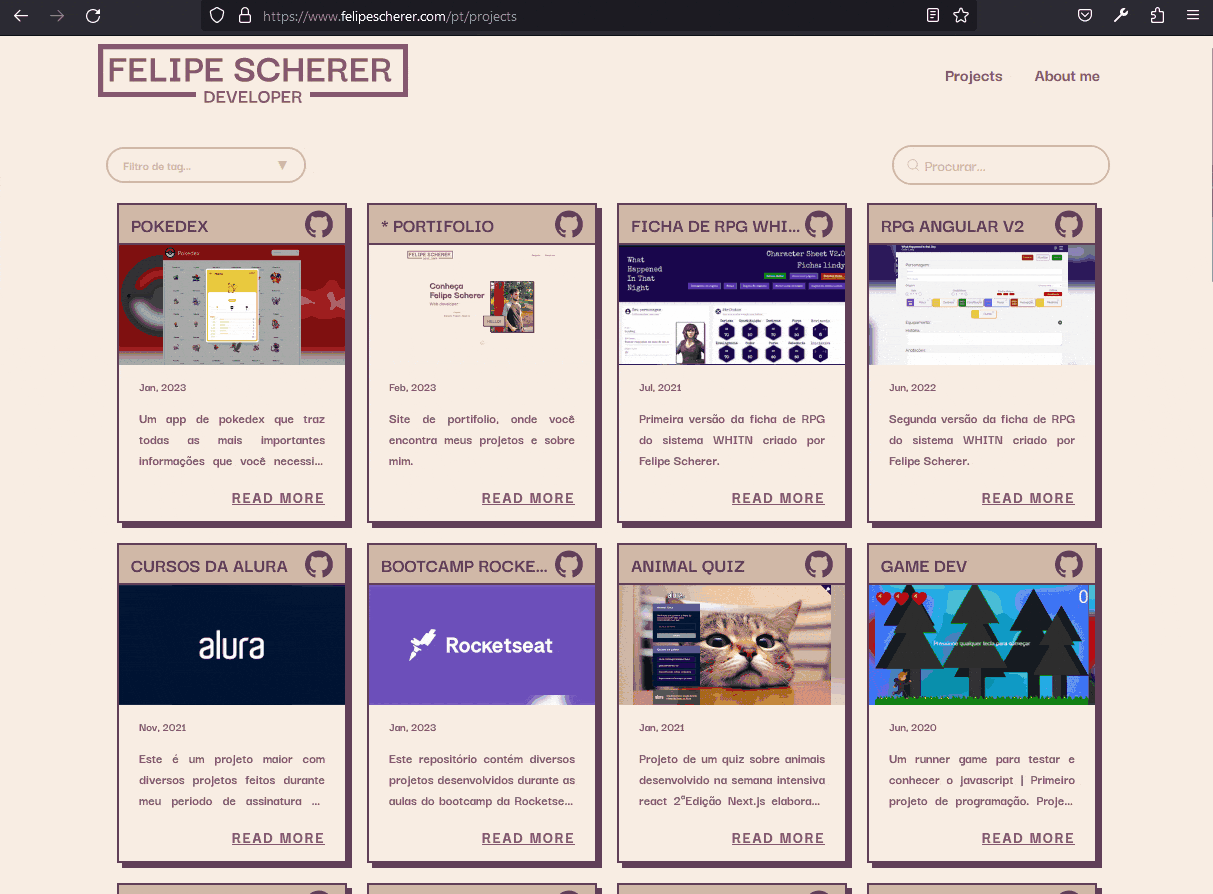 https://www.felipescherer.com/pt/projects
FELIPE SCHERER
DEVELOPER
Projects
About me
Filtro de tag...
Procurar...
POKEDEX
Pokedex
Jan, 2023
Um app de pokedex que traz
todas as mais importantes
informações que você necessi...
READ MORE
* PORTIFOLIO
FELIPE SCHERER
Conheça
Felipe Scherer
Web developer
Feb, 2023
Site de portifolio, onde você
encontra meus projetos e sobre
mim.
READ MORE
FICHA DE RPG WHI...
What
Happened
In That
Night
Character Sheet V2.0
Ficha: lindy
Jul, 2021
Primeira versão da ficha de RPG
do sistema WHITN criado por
Felipe Scherer.
READ MORE
RPG ANGULAR V2
Jun, 2022
Segunda versão da ficha de RPG
do sistema WHITN criado por
Felipe Scherer.
READ MORE
CURSOS DA ALURA
alura
Nov, 2021
Este é um projeto maior com
diversos projetos feitos durante
meu periodo de assinatura ...
READ MORE
BOOTCAMP ROCKE...
Rocketseat
Jan, 2023
Este repositório contém diversos
projetos desenvolvidos durante as
aulas do bootcamp da Rocketse...
READ MORE
ANIMAL QUIZ
alura
Jan, 2021
Projeto de um quiz sobre animais
desenvolvido na semana intensiva
react 2ªEdição Next.js elabora...
READ MORE
GAME DEV
0
Pressione qualquer tecla para começar
Jun, 2020
Um runner game para testar e
conhecer o javascript | Primeiro
projeto de programação. Proje...
READ MORE